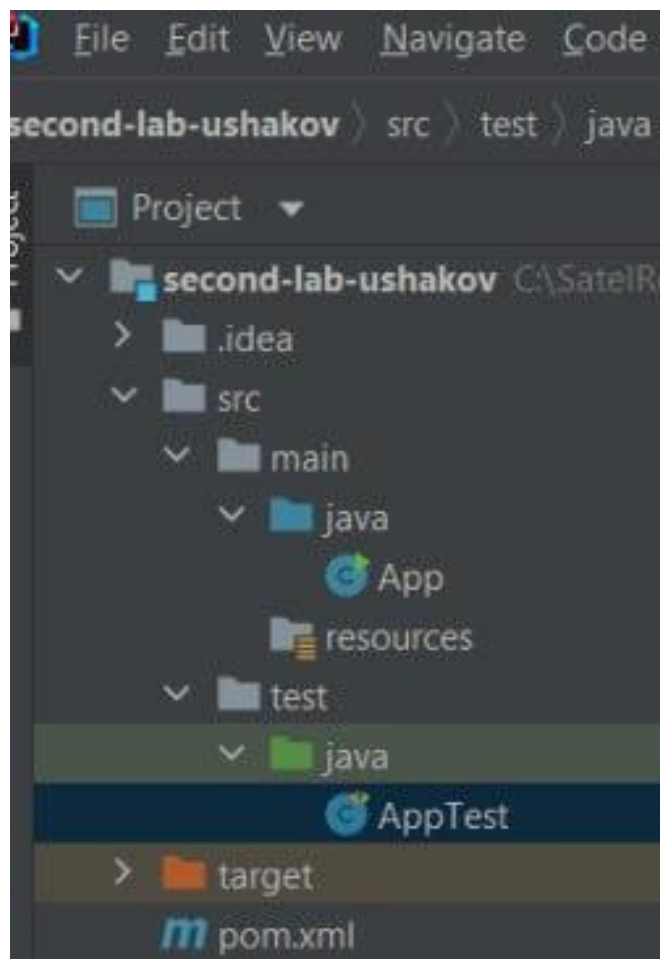 File Edit View Navigate Code
second-lab-ushakov 〉 src 〉 test 〉 java
Project
second-lab-ushakov C:\SatelR
.idea
src
main
java
App
resources
test
java
AppTest
target
pom.xml